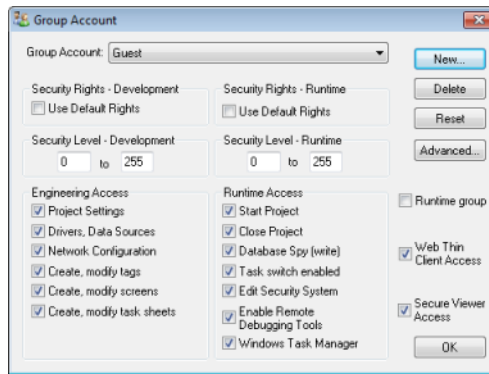 Group Account
Group Account: Guest
New...
Security Rights - Development
Use Default Rights
Security Rights - Runtime
Use Default Rights
Delete
Reset
Security Level - Development
0 to 255
Security Level - Runtime
0 to 255
Advanced...
Engineering Access
Project Settings
Drivers, Data Sources
Network Configuration
Create, modify tags
Create, modify screens
Create, modify task sheets
Runtime Access
Start Project
Close Project
Database Spy (write)
Task switch enabled
Edit Security System
Enable Remote
Debugging Tools
Windows Task Manager
Runtime group
Web Thin
Client Access
Secure Viewer
Access
OK